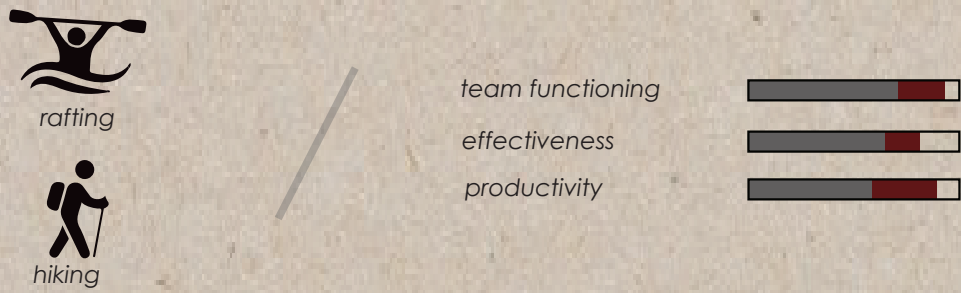 rafting
hiking
team functioning
effectiveness
productivity